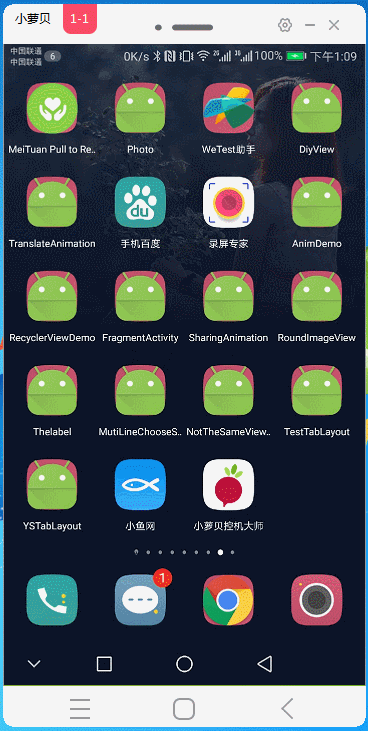 小萝贝 1-1
中国联通
中国联通 6 0K/s 2G 3G 100% 下午1:09
MeiTuan Pull to Re.. Photo WeTest助手 DiyView
du
TranslateAnimation 手机百度 录屏专家 AnimDemo
RecyclerViewDemo FragmentActivity SharingAnimation RoundImageView
Thelabel MutiLineChooseS.. NotTheSameView.. TestTabLayout
YSTabLayout 小鱼网 小萝贝控机大师
1